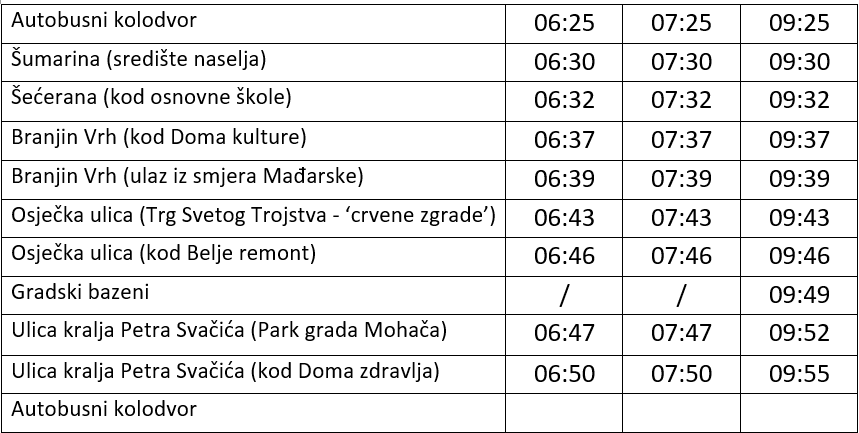 Autobusni kolodvor 06:25 07:25 09:25
Šumarina (središte naselja) 06:30 07:30 09:30
Šećerana (kod osnovne škole) 06:32 07:32 09:32
Branjin Vrh (kod Doma kulture) 06:37 07:37 09:37
Branjin Vrh (ulaz iz smjera Mađarske) 06:39 07:39 09:39
Osječka ulica (Trg Svetog Trojstva - ‘crvene zgrade’) 06:43 07:43 09:43
Osječka ulica (kod Belje remont) 06:46 07:46 09:46
Gradski bazeni / / 09:49
Ulica kralja Petra Svačića (Park grada Mohača) 06:47 07:47 09:52
Ulica kralja Petra Svačića (kod Doma zdravlja) 06:50 07:50 09:55
Autobusni kolodvor